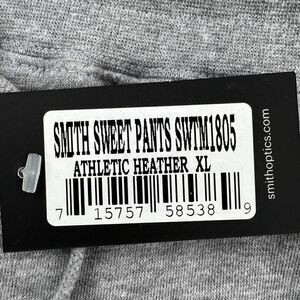 SMITH SWEET PANTS SWTM1805
ATHLETIC HEATHER XL
7 15757 58538 9
smithoptics.com